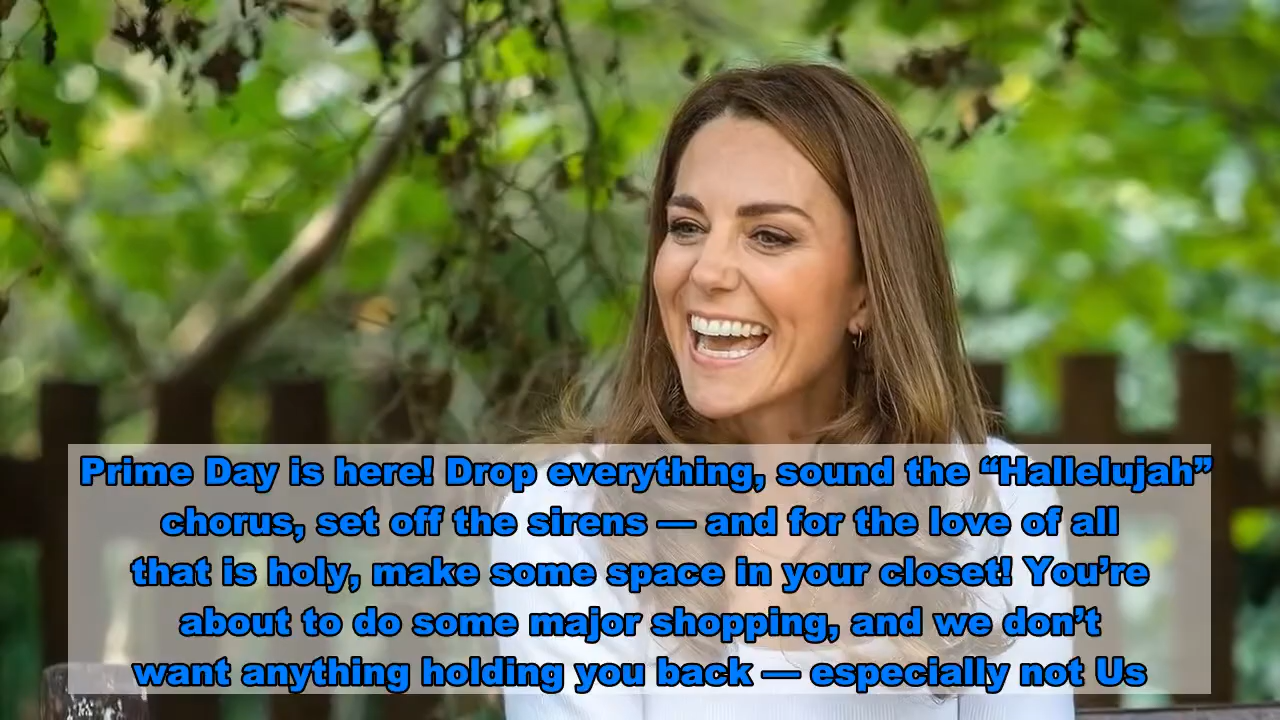 Prime Day is here! Drop everything, sound the “Hallelujah”
chorus, set off the sirens — and for the love of all
that is holy, make some space in your closet! You’re
about to do some major shopping, and we don’t
want anything holding you back — especially not Us